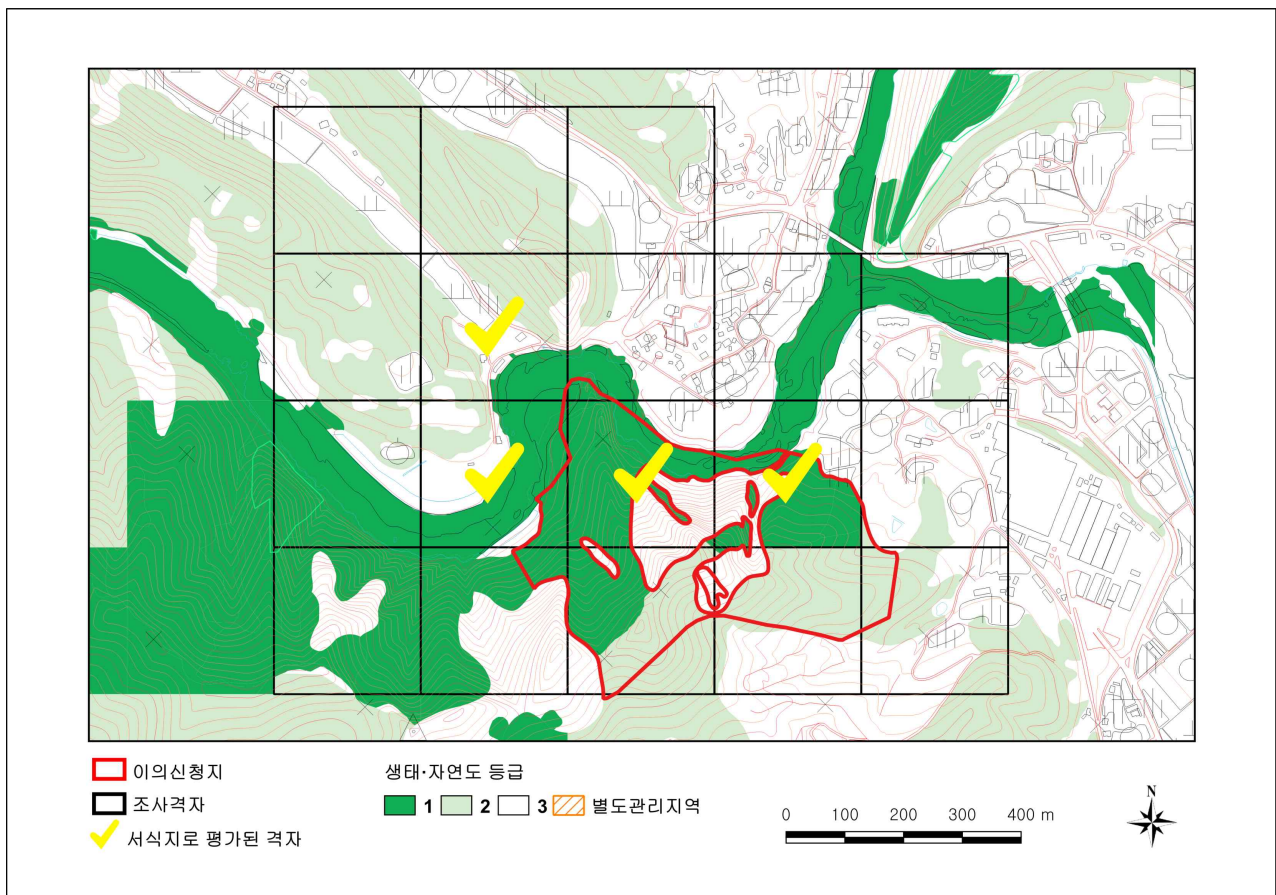 이의신청지
조사격자
서식지로 평가된 격자
생태·자연도 등급
1 2 3 별도관리지역
0 100 200 300 400 m
N